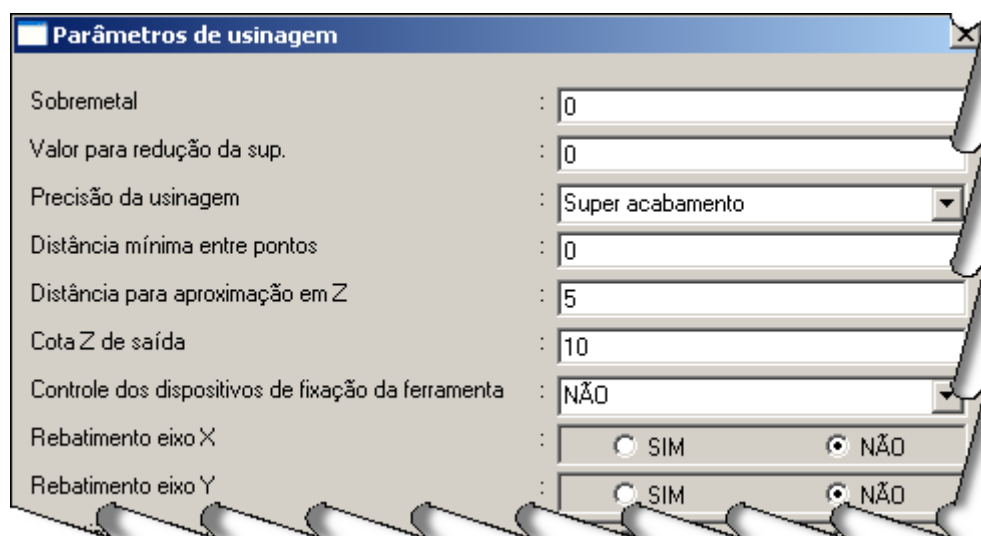 Parâmetros de usinagem
Sobremetal : 0
Valor para redução da sup. : 0
Precisão da usinagem : Super acabamento
Distância mínima entre pontos : 0
Distância para aproximação em Z : 5
Cota Z de saída : 10
Controle dos dispositivos de fixação da ferramenta : NÃO
Rebatimento eixo X : SIM NÃO
Rebatimento eixo Y : SIM NÃO